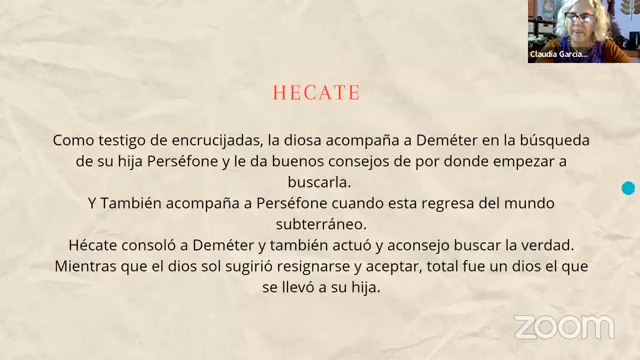 Claudia Garcia...
HECATE
Como testigo de encrucijadas, la diosa acompaña a Deméter en la búsqueda
de su hija Perséfone y le da buenos consejos de por donde empezar a
buscarla.
Y También acompaña a Perséfone cuando esta regresa del mundo
subterráneo.
Hécate consoló a Deméter y también actuó y aconsejo buscar la verdad.
Mientras que el dios sol sugirió resignarse y aceptar, total fue un dios el que
se llevó a su hija.
zoom